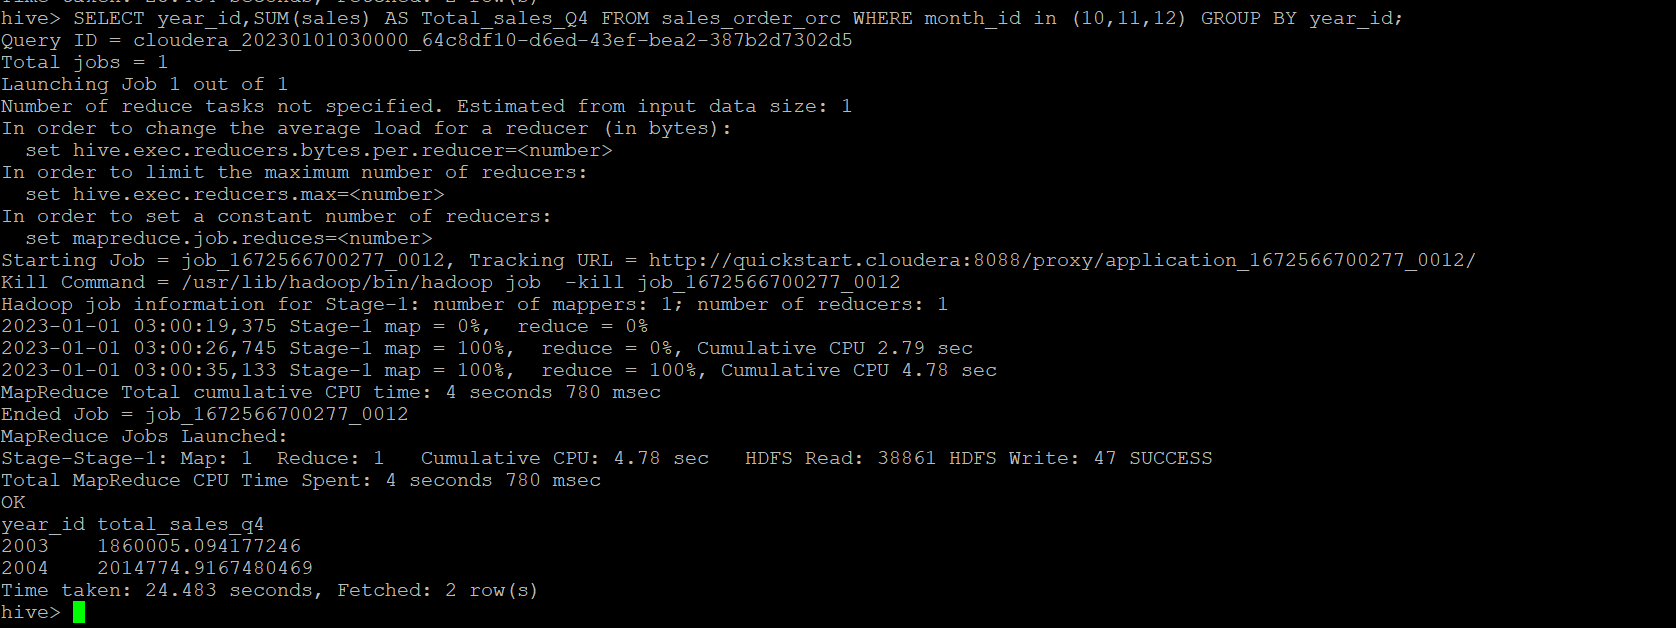 Time taken: 20.484 seconds, Fetched: 2 row(s)
hive> SELECT year_id,SUM(sales) AS Total_sales_Q4 FROM sales_order_orc WHERE month_id in (10,11,12) GROUP BY year_id;
Query ID = cloudera_20230101030000_64c8df10-d6ed-43ef-bea2-387b2d7302d5
Total jobs = 1
Launching Job 1 out of 1
Number of reduce tasks not specified. Estimated from input data size: 1
In order to change the average load for a reducer (in bytes):
  set hive.exec.reducers.bytes.per.reducer=<number>
In order to limit the maximum number of reducers:
  set hive.exec.reducers.max=<number>
In order to set a constant number of reducers:
  set mapreduce.job.reduces=<number>
Starting Job = job_1672566700277_0012, Tracking URL = http://quickstart.cloudera:8088/proxy/application_1672566700277_0012/
Kill Command = /usr/lib/hadoop/bin/hadoop job  -kill job_1672566700277_0012
Hadoop job information for Stage-1: number of mappers: 1; number of reducers: 1
2023-01-01 03:00:19,375 Stage-1 map = 0%,  reduce = 0%
2023-01-01 03:00:26,745 Stage-1 map = 100%,  reduce = 0%, Cumulative CPU 2.79 sec
2023-01-01 03:00:35,133 Stage-1 map = 100%,  reduce = 100%, Cumulative CPU 4.78 sec
MapReduce Total cumulative CPU time: 4 seconds 780 msec
Ended Job = job_1672566700277_0012
MapReduce Jobs Launched:
Stage-Stage-1: Map: 1  Reduce: 1   Cumulative CPU: 4.78 sec   HDFS Read: 38861 HDFS Write: 47 SUCCESS
Total MapReduce CPU Time Spent: 4 seconds 780 msec
OK
year_id total_sales_q4
2003    1860005.094177246
2004    2014774.9167480469
Time taken: 24.483 seconds, Fetched: 2 row(s)
hive>